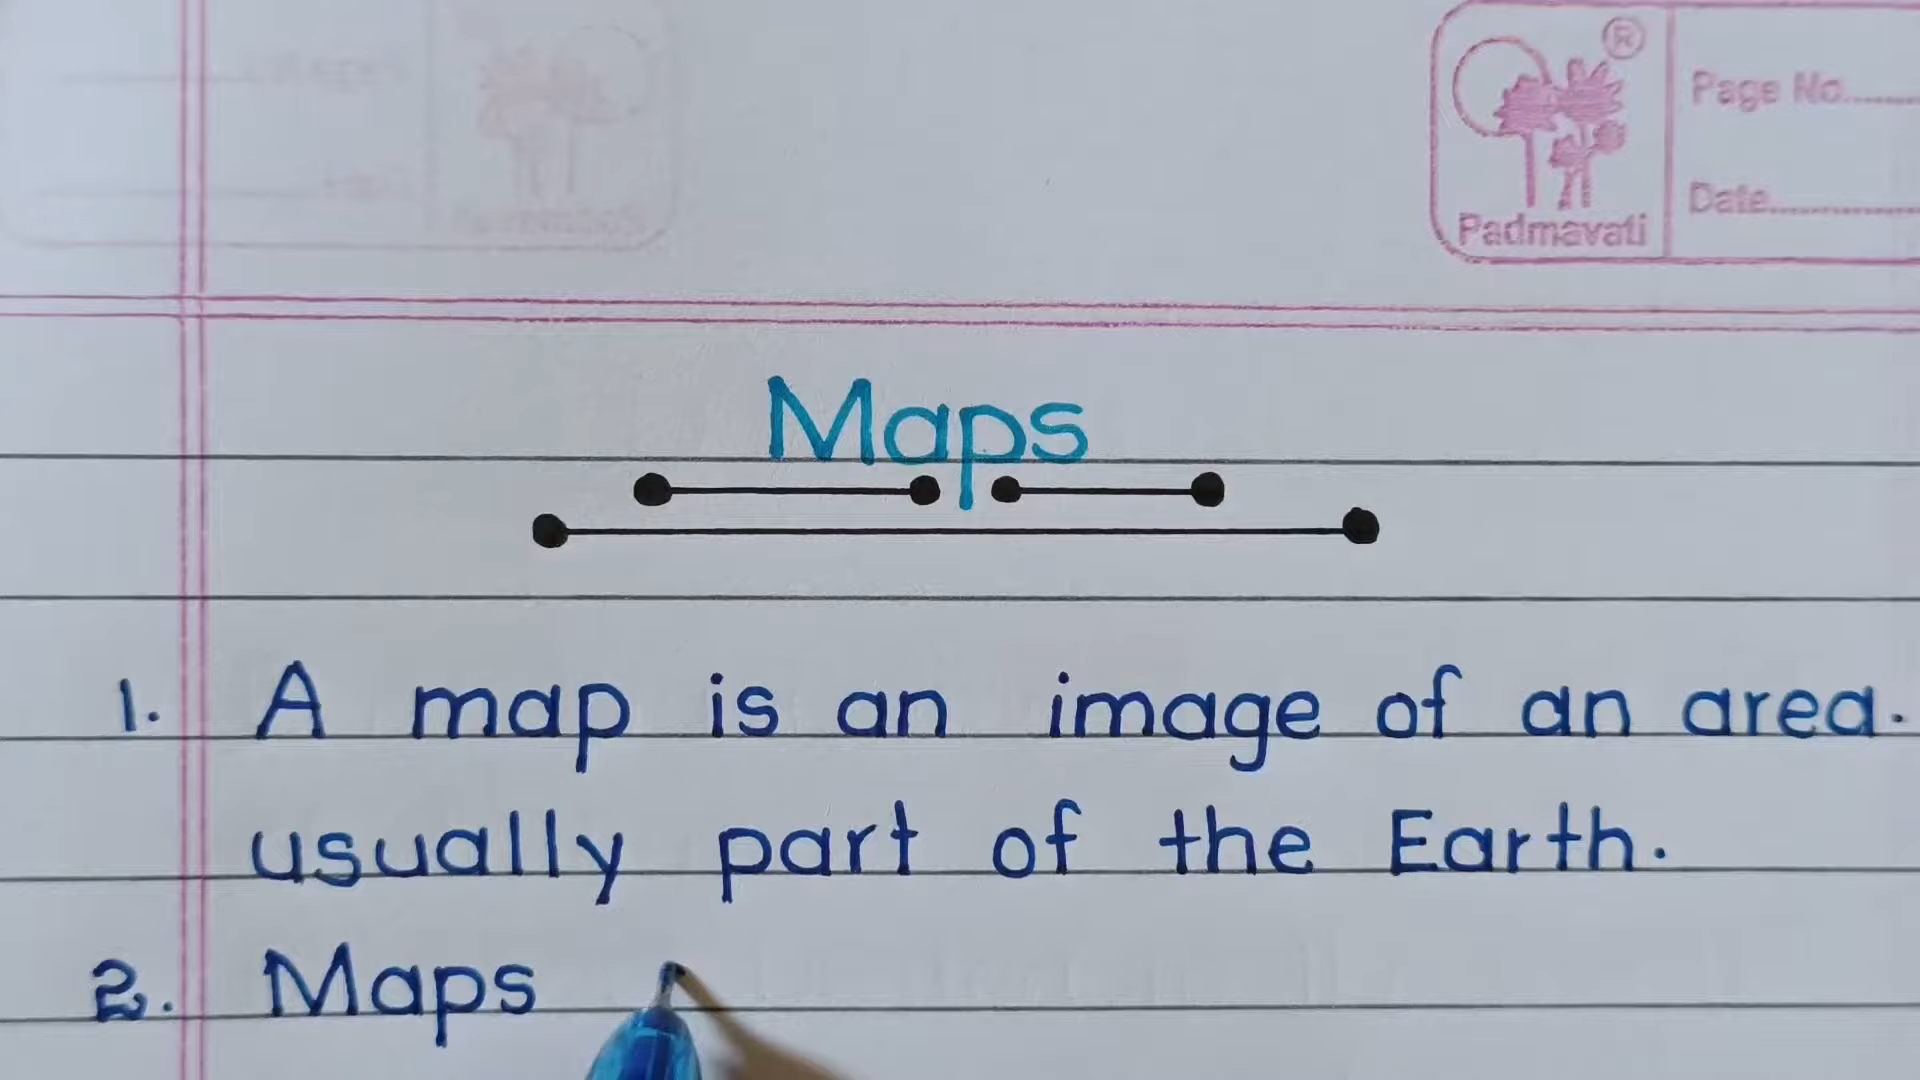 ®
Page No.......
Date..............
Padmavati
Maps
1. A map is an image of an area.
usually part of the Earth.
2. Maps